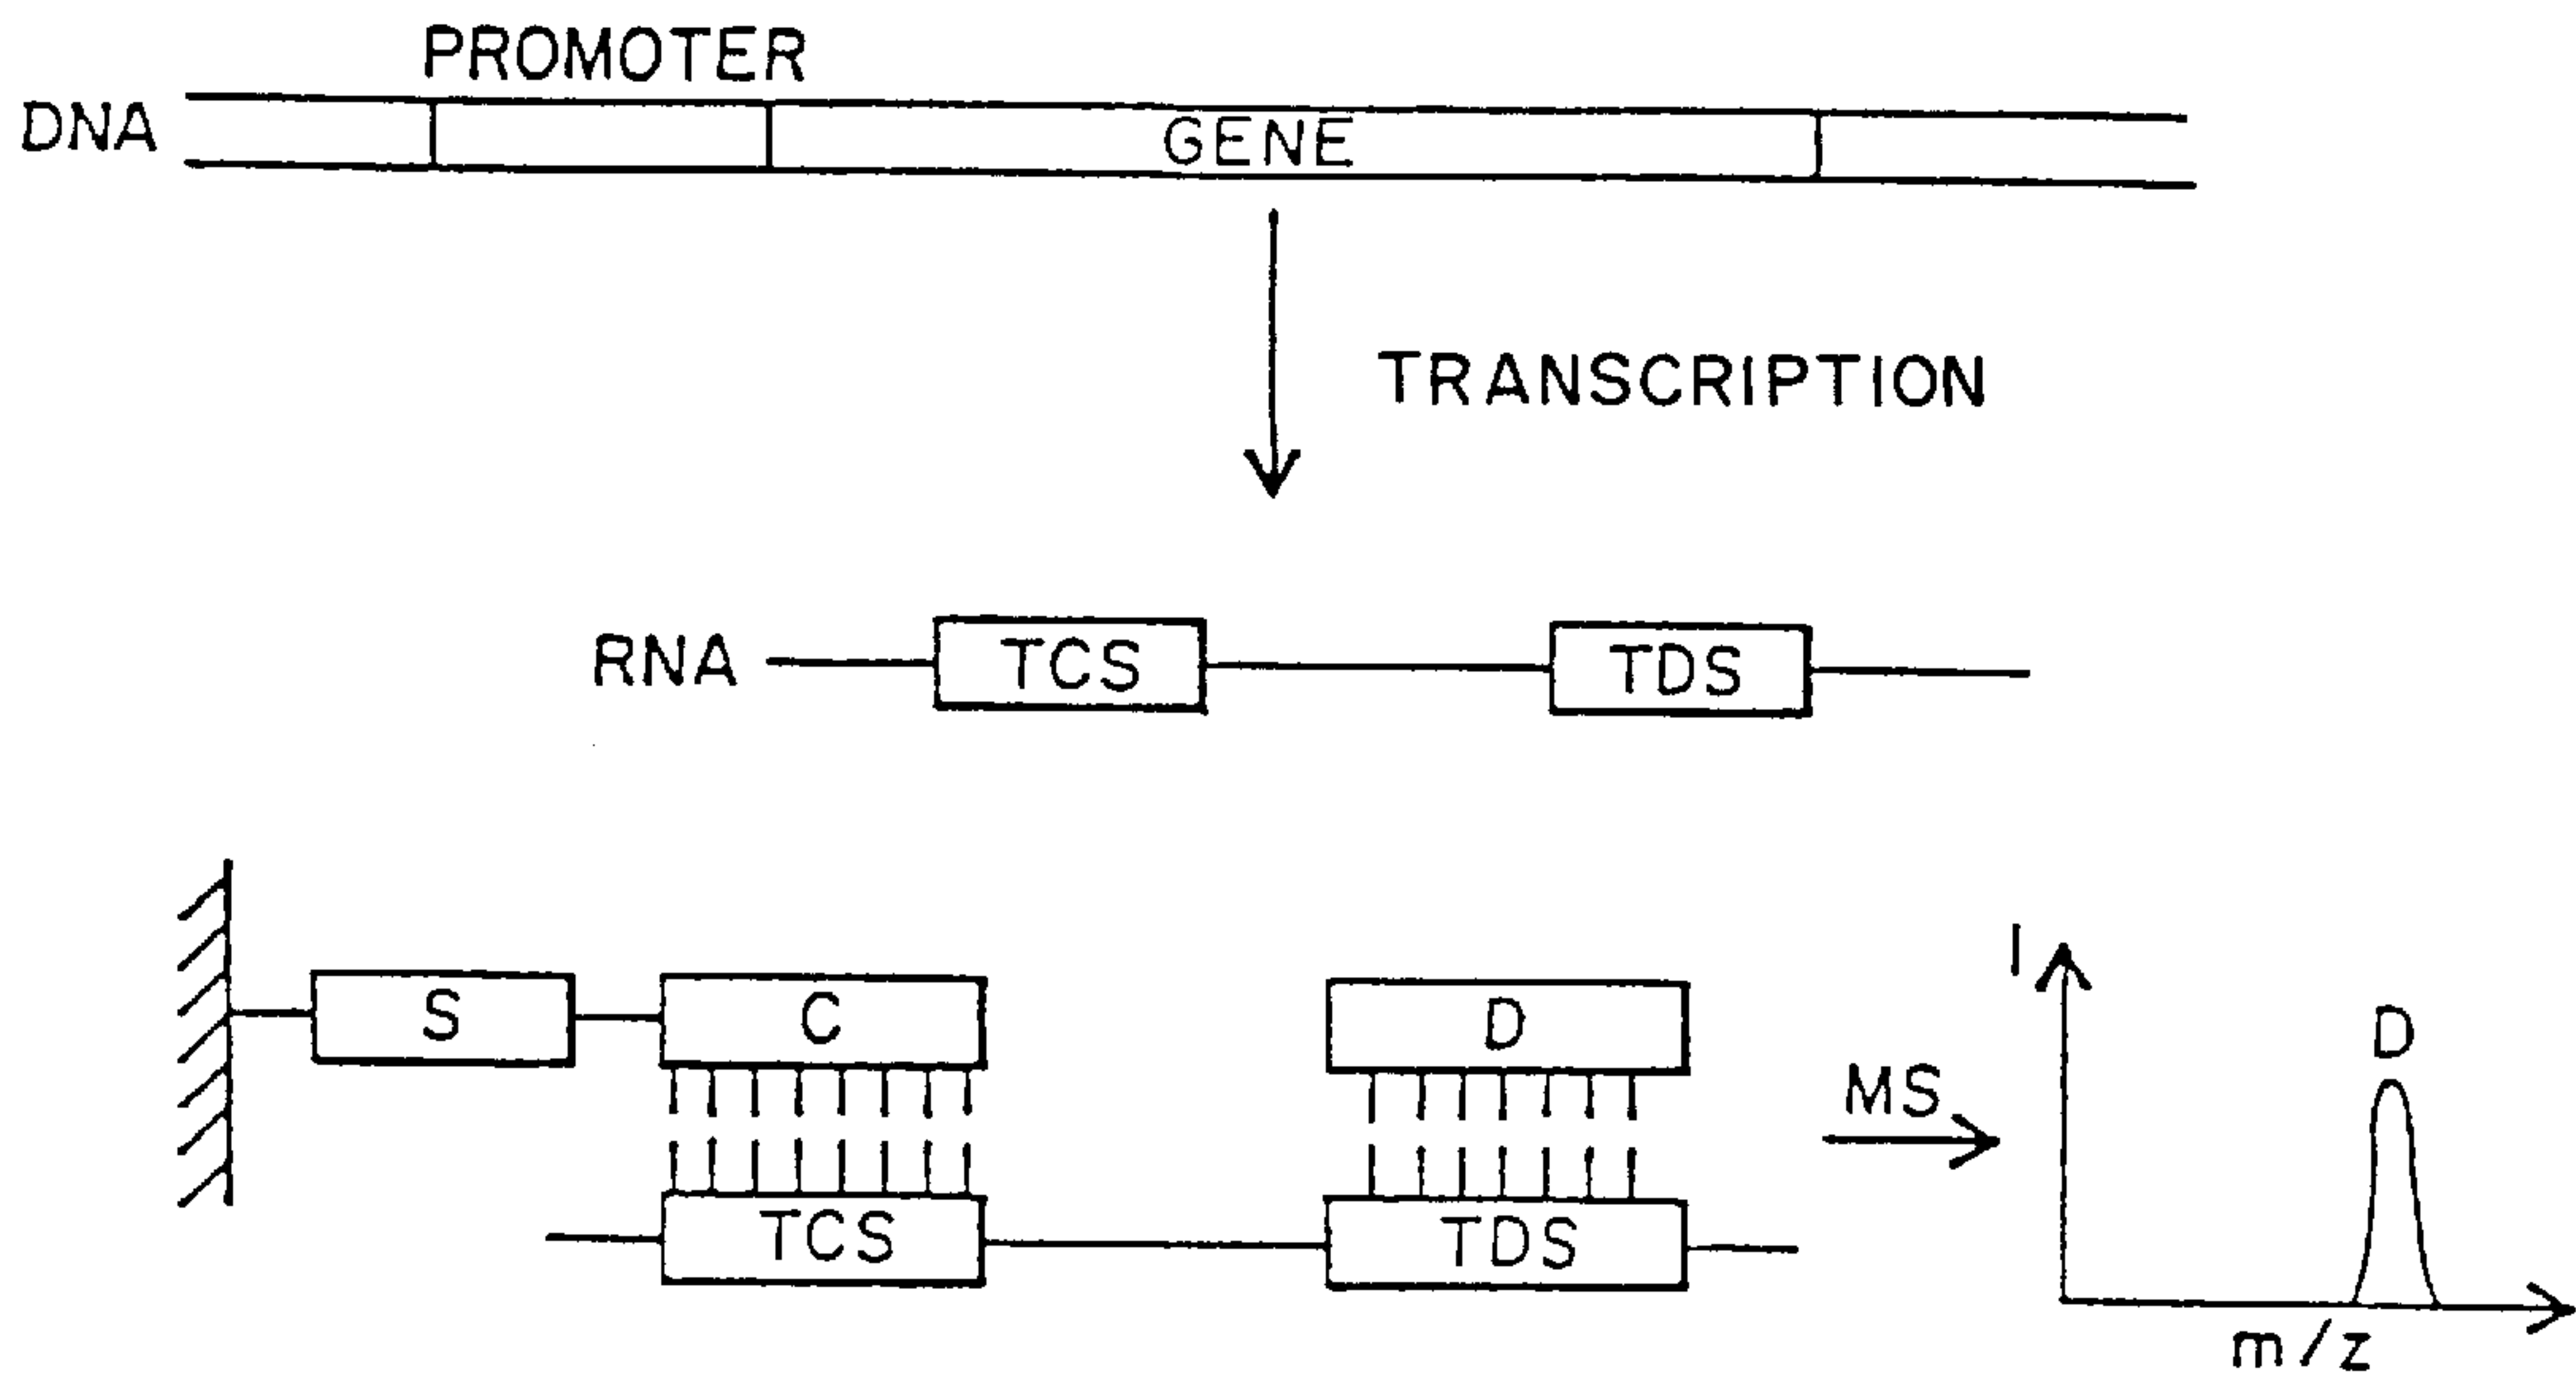 PROMOTER
DNA
GENE
TRANSCRIPTION
RNA TCS TDS
S C D
MS
I
D
TCS TDS
m/z